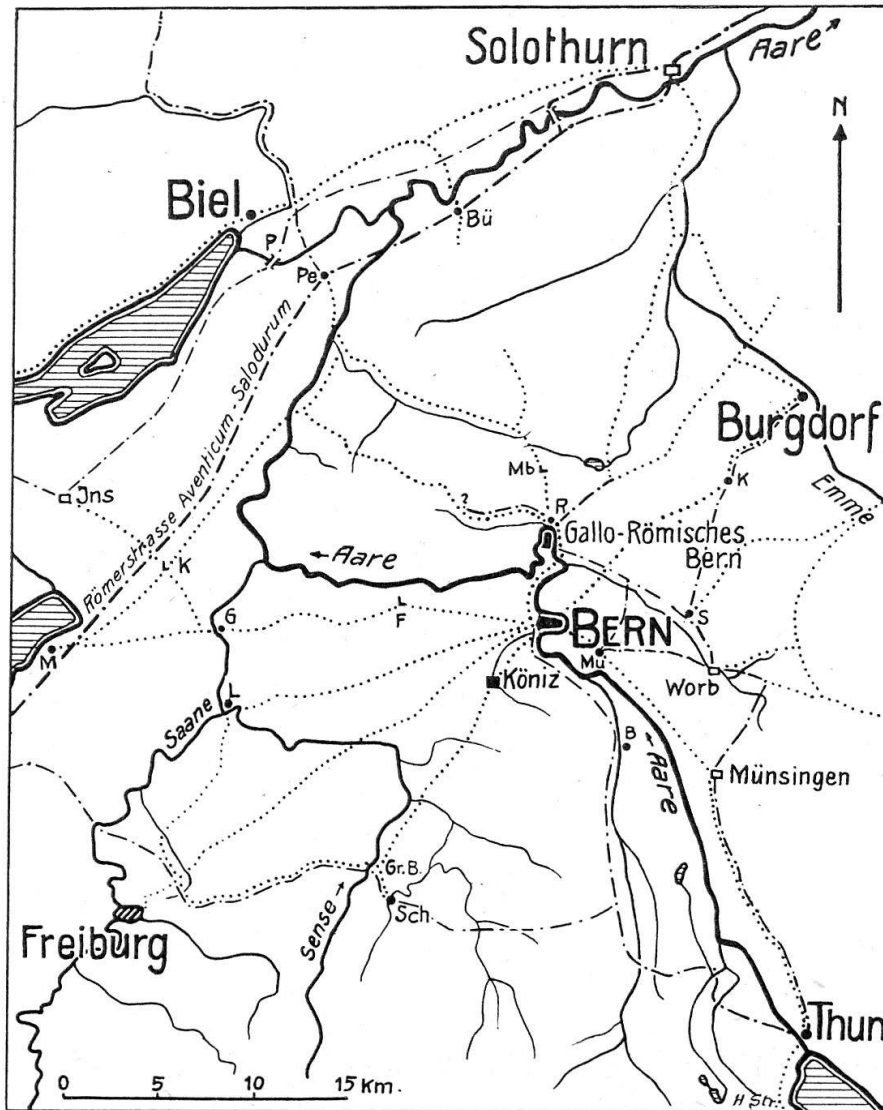 Solothurn
Aare
N
Biel
P
Bü
Pe
Römerstrasse Aventicum-Salodurum
Burgdorf
Jns
Mb
K
?
R
Emme
Gallo-Römisches
Bern
Aare
K
G
F
S
M
BERN
Mu
Köniz
Worb
L
Saane
B
Aare
Münsingen
Gr.B.
Sch.
Sense
Freiburg
Thun
0 5 10 15 Km.
H Str.